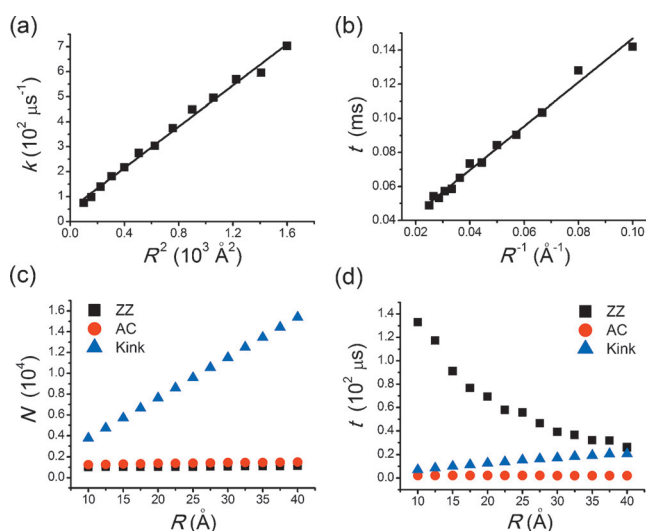 (a)
7
6
5
4
3
2
1
0
k (10² μs⁻¹)
0.0 0.4 0.8 1.2 1.6
R² (10³ Å²)
(b)
0.14
0.12
0.10
0.08
0.06
0.04
t (ms)
0.02 0.04 0.06 0.08 0.10
R⁻¹ (Å⁻¹)
(c)
1.6
1.4
1.2
1.0
0.8
0.6
0.4
0.2
0.0
N (10⁴)
ZZ
AC
Kink
10 15 20 25 30 35 40
R (Å)
(d)
1.4
1.2
1.0
0.8
0.6
0.4
0.2
0.0
t (10² μs)
ZZ
AC
Kink
10 15 20 25 30 35 40
R (Å)